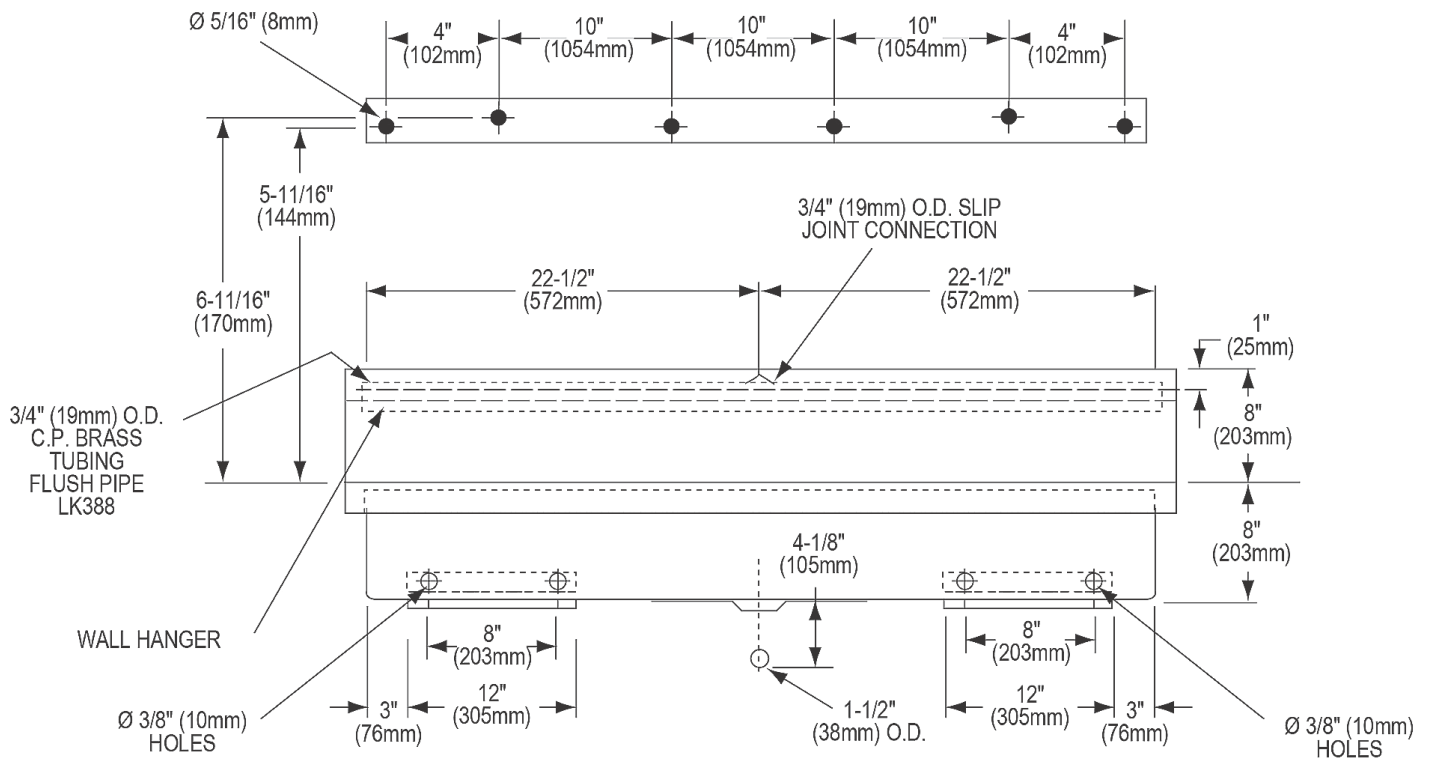 Ø 5/16" (8mm)
4"
(102mm)
10"
(1054mm)
10"
(1054mm)
10"
(1054mm)
4"
(102mm)
5-11/16"
(144mm)
6-11/16"
(170mm)
3/4" (19mm) O.D. SLIP
JOINT CONNECTION
22-1/2"
(572mm)
22-1/2"
(572mm)
1"
(25mm)
8"
(203mm)
3/4" (19mm) O.D.
C.P. BRASS
TUBING
FLUSH PIPE
LK388
8"
(203mm)
4-1/8"
(105mm)
WALL HANGER
8"
(203mm)
8"
(203mm)
Ø 3/8" (10mm)
HOLES
3"
(76mm)
12"
(305mm)
1-1/2"
(38mm) O.D.
12"
(305mm)
3"
(76mm)
Ø 3/8" (10mm)
HOLES